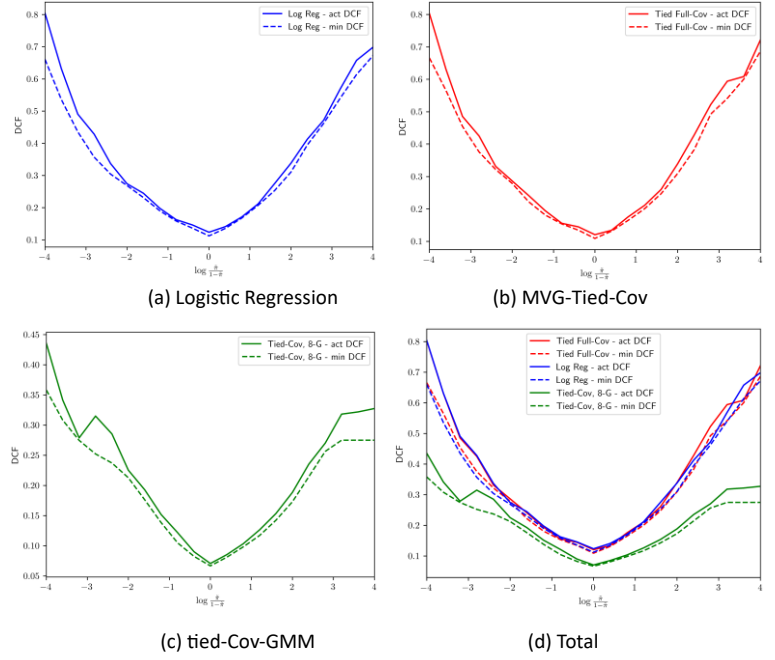 0.8
0.7
0.6
0.5
0.4
0.3
0.2
0.1
DCF
−4
−3
−2
−1
0
1
2
3
4
log π̃/(1−π̃)
Log Reg - act DCF
Log Reg - min DCF
(a) Logistic Regression
0.8
0.7
0.6
0.5
0.4
0.3
0.2
0.1
DCF
−4
−3
−2
−1
0
1
2
3
4
log π̃/(1−π̃)
Tied Full-Cov - act DCF
Tied Full-Cov - min DCF
(b) MVG-Tied-Cov
0.45
0.40
0.35
0.30
0.25
0.20
0.15
0.10
0.05
DCF
−4
−3
−2
−1
0
1
2
3
4
log π̃/(1−π̃)
Tied-Cov, 8-G - act DCF
Tied-Cov, 8-G - min DCF
(c) tied-Cov-GMM
0.8
0.7
0.6
0.5
0.4
0.3
0.2
0.1
DCF
−4
−3
−2
−1
0
1
2
3
4
log π̃/(1−π̃)
Tied Full-Cov - act DCF
Tied Full-Cov - min DCF
Log Reg - act DCF
Log Reg - min DCF
Tied-Cov, 8-G - act DCF
Tied-Cov, 8-G - min DCF
(d) Total